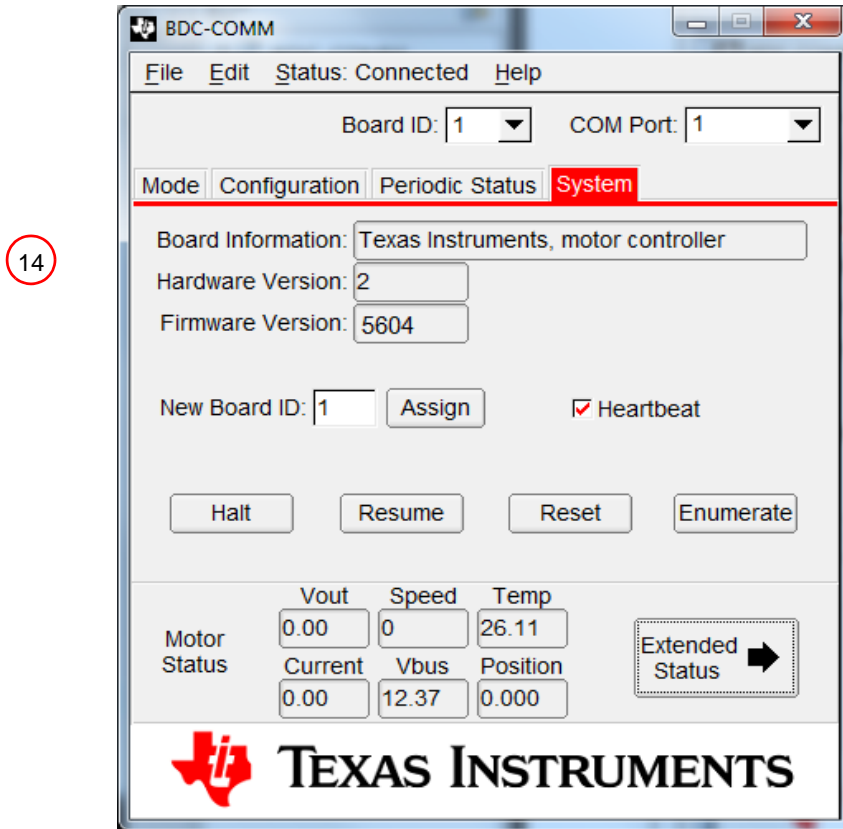 BDC-COMM
File Edit Status: Connected Help
Board ID: 1 COM Port: 1
Mode Configuration Periodic Status System
14
Board Information: Texas Instruments, motor controller
Hardware Version: 2
Firmware Version: 5604
New Board ID: 1 Assign Heartbeat
Halt Resume Reset Enumerate
Vout Speed Temp
0.00 0 26.11
Motor Status
Current Vbus Position
0.00 12.37 0.000
Extended
Status
TEXAS INSTRUMENTS